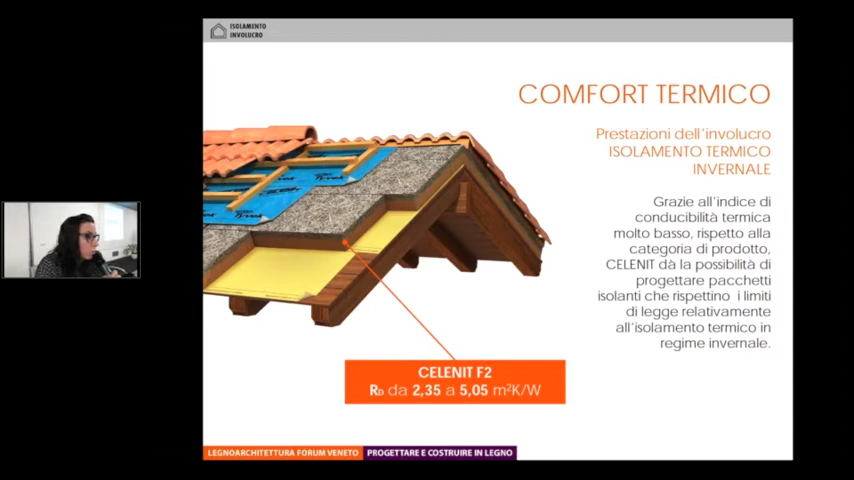 ISOLAMENTO
INVOLUCRO
COMFORT TERMICO
Prestazioni dell'involucro
ISOLAMENTO TERMICO
INVERNALE
Grazie all'indice di
conducibilità termica
molto basso, rispetto alla
categoria di prodotto,
CELENIT dà la possibilità di
progettare pacchetti
isolanti che rispettino i limiti
di legge relativamente
all'isolamento termico in
regime invernale.
CELENIT F2
RD da 2,35 a 5,05 m²K/W
LEGNOARCHITETTURA FORUM VENETO PROGETTARE E COSTRUIRE IN LEGNO